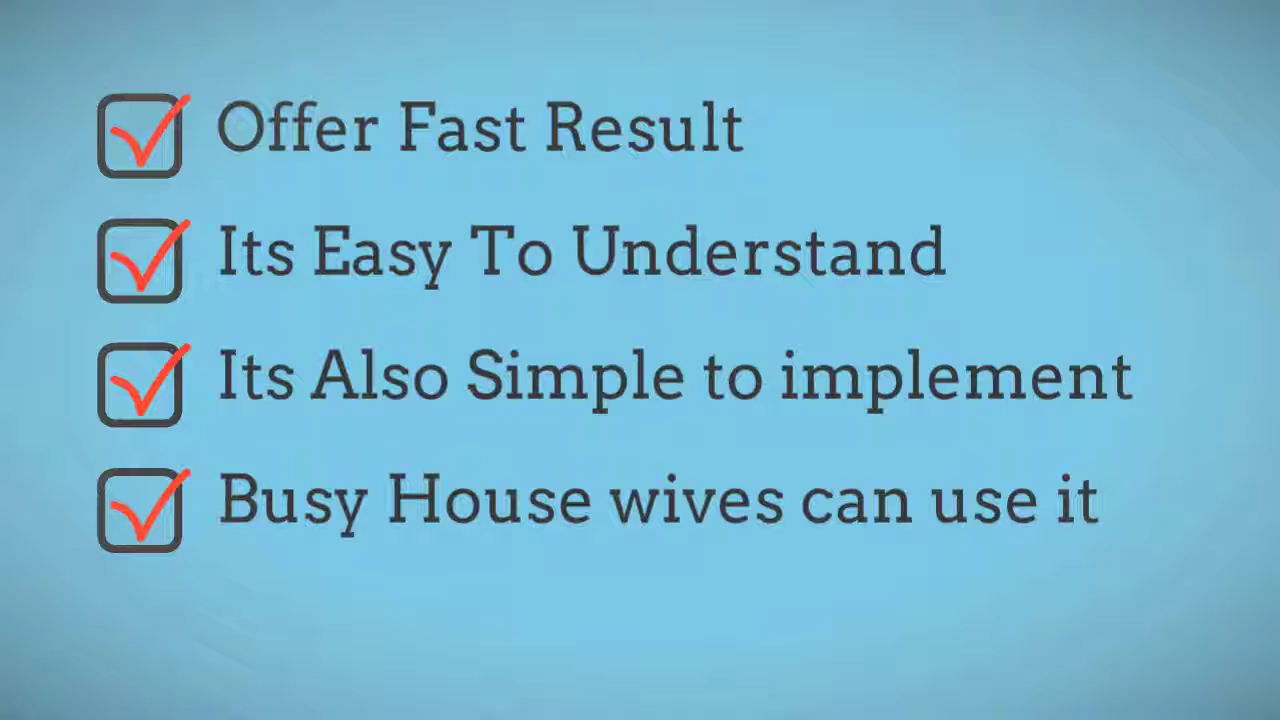 Offer Fast Result
Its Easy To Understand
Its Also Simple to implement
Busy House wives can use it